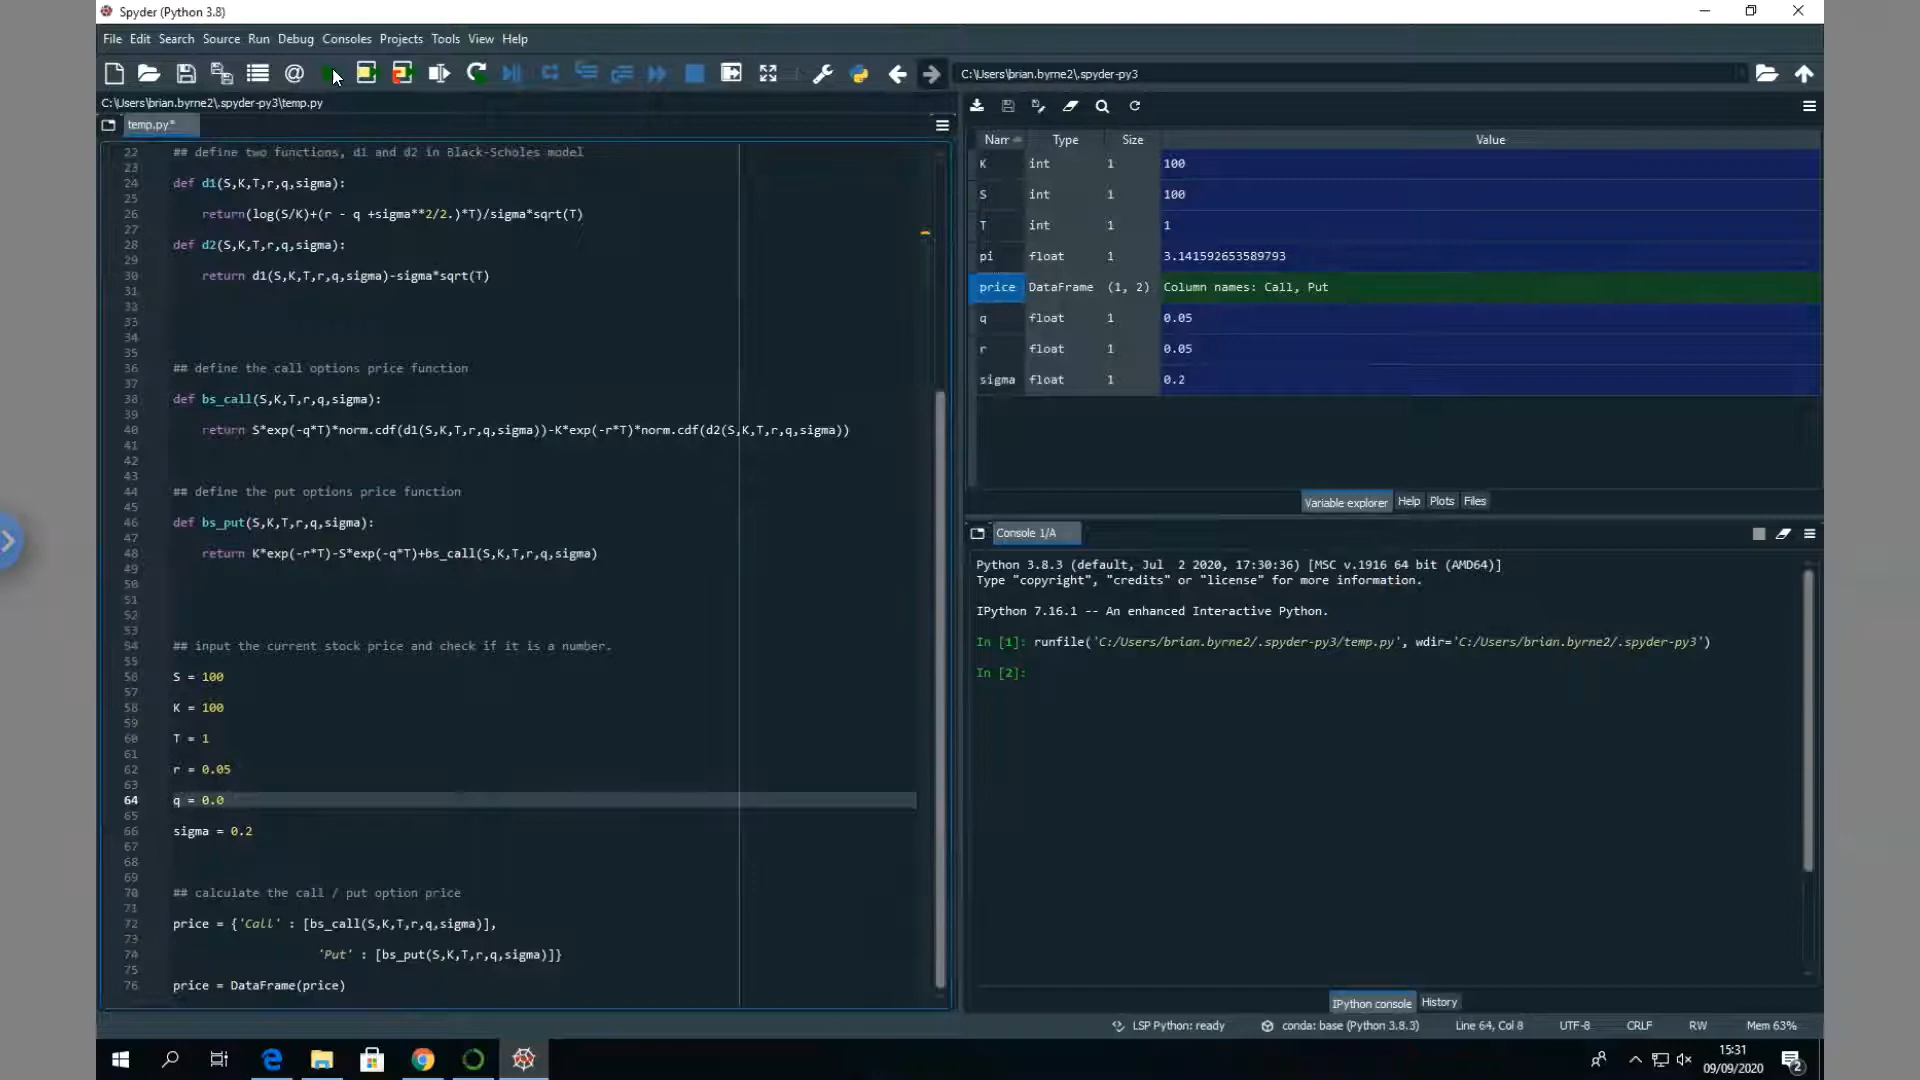 Spyder (Python 3.8)
File Edit Search Source Run Debug Consoles Projects Tools View Help
C:\Users\brian.byrne2\.spyder-py3
C:\Users\brian.byrne2\.spyder-py3\temp.py
temp.py*
22 ## define two functions, d1 and d2 in Black-Scholes model
23
24 def d1(S,K,T,r,q,sigma):
25
26 return(log(S/K)+(r - q +sigma**2/2.)*T)/sigma*sqrt(T)
27
28 def d2(S,K,T,r,q,sigma):
29
30 return d1(S,K,T,r,q,sigma)-sigma*sqrt(T)
31
32
33
34
35
36 ## define the call options price function
37
38 def bs_call(S,K,T,r,q,sigma):
39
40 return S*exp(-q*T)*norm.cdf(d1(S,K,T,r,q,sigma))-K*exp(-r*T)*norm.cdf(d2(S,K,T,r,q,sigma))
41
42
43
44 ## define the put options price function
45
46 def bs_put(S,K,T,r,q,sigma):
47
48 return K*exp(-r*T)-S*exp(-q*T)+bs_call(S,K,T,r,q,sigma)
49
50
51
52
53
54 ## input the current stock price and check if it is a number.
55
56 S = 100
57
58 K = 100
59
60 T = 1
61
62 r = 0.05
63
64 q = 0.0
65
66 sigma = 0.2
67
68
69
70 ## calculate the call / put option price
71
72 price = {'Call' : [bs_call(S,K,T,r,q,sigma)],
73
74 'Put' : [bs_put(S,K,T,r,q,sigma)]}
75
76 price = DataFrame(price)
Nam Type Size Value
K int 1 100
S int 1 100
T int 1 1
pi float 1 3.141592653589793
price DataFrame (1, 2) Column names: Call, Put
q float 1 0.05
r float 1 0.05
sigma float 1 0.2
Variable explorer Help Plots Files
Console 1/A
Python 3.8.3 (default, Jul 2 2020, 17:30:36) [MSC v.1916 64 bit (AMD64)]
Type "copyright", "credits" or "license" for more information.
IPython 7.16.1 -- An enhanced Interactive Python.
In [1]: runfile('C:/Users/brian.byrne2/.spyder-py3/temp.py', wdir='C:/Users/brian.byrne2/.spyder-py3')
In [2]:
IPython console History
LSP Python: ready conda: base (Python 3.8.3) Line 64, Col 8 UTF-8 CRLF RW Mem 63%
15:31
09/09/2020
2